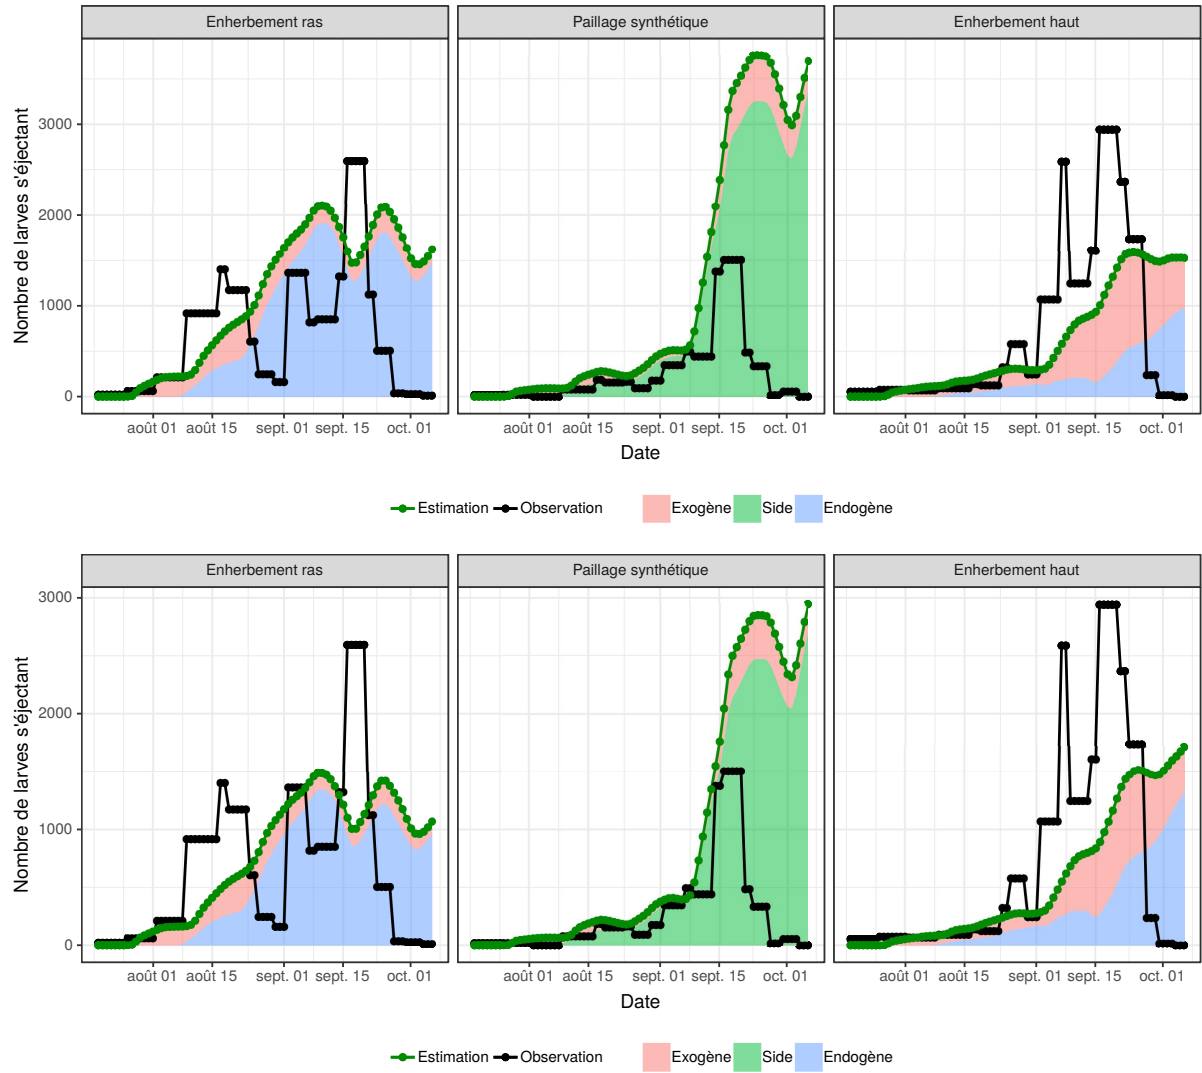 Enherbement ras Paillage synthétique Enherbement haut
Nombre de larves s'éjectant
3000
2000
1000
0
août 01 août 15 sept. 01 sept. 15 oct. 01 août 01 août 15 sept. 01 sept. 15 oct. 01 août 01 août 15 sept. 01 sept. 15 oct. 01
Date
Estimation Observation Exogène Side Endogène
Enherbement ras Paillage synthétique Enherbement haut
Nombre de larves s'éjectant
3000
2000
1000
0
août 01 août 15 sept. 01 sept. 15 oct. 01 août 01 août 15 sept. 01 sept. 15 oct. 01 août 01 août 15 sept. 01 sept. 15 oct. 01
Date
Estimation Observation Exogène Side Endogène